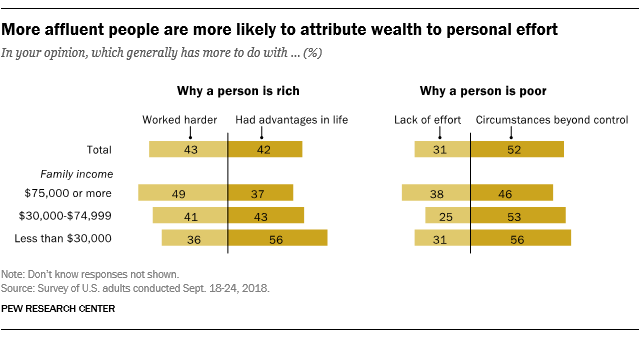 More affluent people are more likely to attribute wealth to personal effort
In your opinion, which generally has more to do with ... (%)
Why a person is rich Why a person is poor
Worked harder Had advantages in life Lack of effort Circumstances beyond control
Total 43 42 31 52
Family income
$75,000 or more 49 37 38 46
$30,000-$74,999 41 43 25 53
Less than $30,000 36 56 31 56
Note: Don't know responses not shown.
Source: Survey of U.S. adults conducted Sept. 18-24, 2018.
PEW RESEARCH CENTER